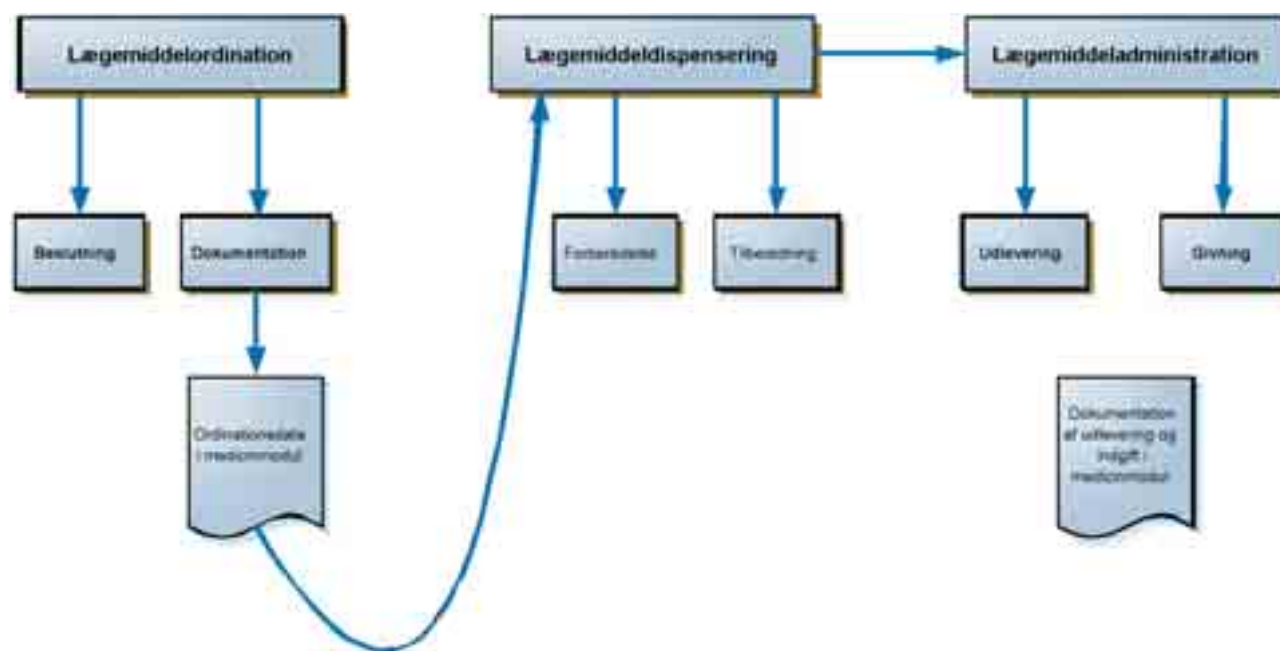 Lægemiddelordination
Lægemiddeldispensering
Lægemiddeladministration
Beslutning
Dokumentation
Forberedelse
Tilberedning
Udlevering
Givning
Ordinationsdata
i medicinmodul
Dokumentation
af udlevering og
indgift i
medicinmodul